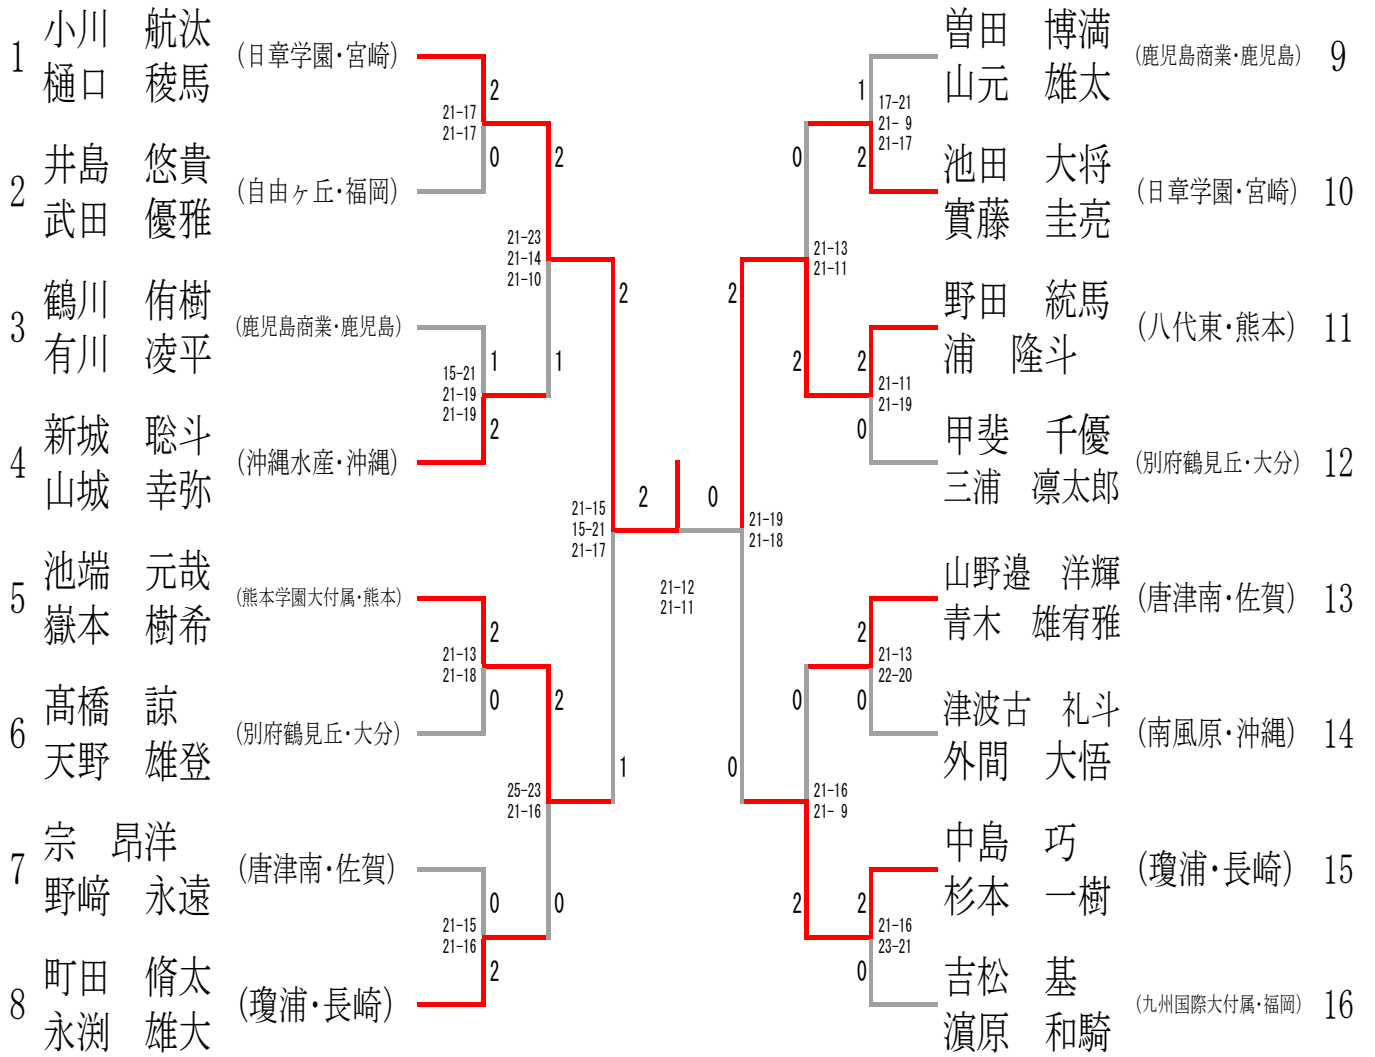 1
小川　航汰
樋口　稜馬
(日章学園・宮崎)
2
井島　悠貴
武田　優雅
(自由ヶ丘・福岡)
3
鶴川　侑樹
有川　凌平
(鹿児島商業・鹿児島)
4
新城　聡斗
山城　幸弥
(沖縄水産・沖縄)
5
池端　元哉
嶽本　樹希
(熊本学園大付属・熊本)
6
髙橋　諒
天野　雄登
(別府鶴見丘・大分)
7
宗　昂洋
野﨑　永遠
(唐津南・佐賀)
8
町田　脩太
永渕　雄大
(瓊浦・長崎)
2
21-17
21-17
0
1
15-21
21-19
21-19
2
2
21-13
21-18
0
0
21-15
21-16
2
2
21-23
21-14
21-10
1
2
25-23
21-16
0
2
21-15
15-21
21-17
1
2
0
21-12
21-11
2
21-19
21-18
0
0
21-13
21-11
2
0
21-16
21- 9
2
1
17-21
21- 9
21-17
2
2
21-11
21-19
0
2
21-13
22-20
0
2
21-16
23-21
0
曽田　博満
山元　雄太
(鹿児島商業・鹿児島)
9
池田　大将
實藤　圭亮
(日章学園・宮崎)
10
野田　統馬
浦　隆斗
(八代東・熊本)
11
甲斐　千優
三浦　凛太郎
(別府鶴見丘・大分)
12
山野邉　洋輝
青木　雄宥雅
(唐津南・佐賀)
13
津波古　礼斗
外間　大悟
(南風原・沖縄)
14
中島　巧
杉本　一樹
(瓊浦・長崎)
15
吉松　基
濵原　和騎
(九州国際大付属・福岡)
16